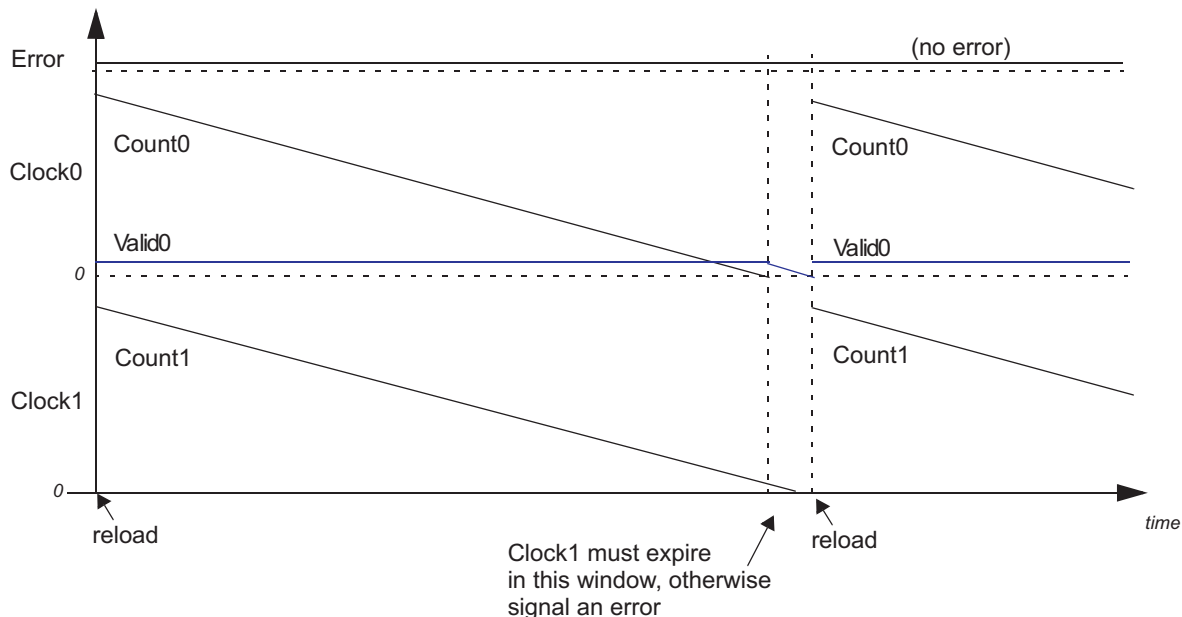 (no error)
Error
Count0
Count0
Clock0
Valid0
Valid0
0
Count1
Count1
Clock1
0
time
reload
reload
Clock1 must expire
in this window, otherwise
signal an error